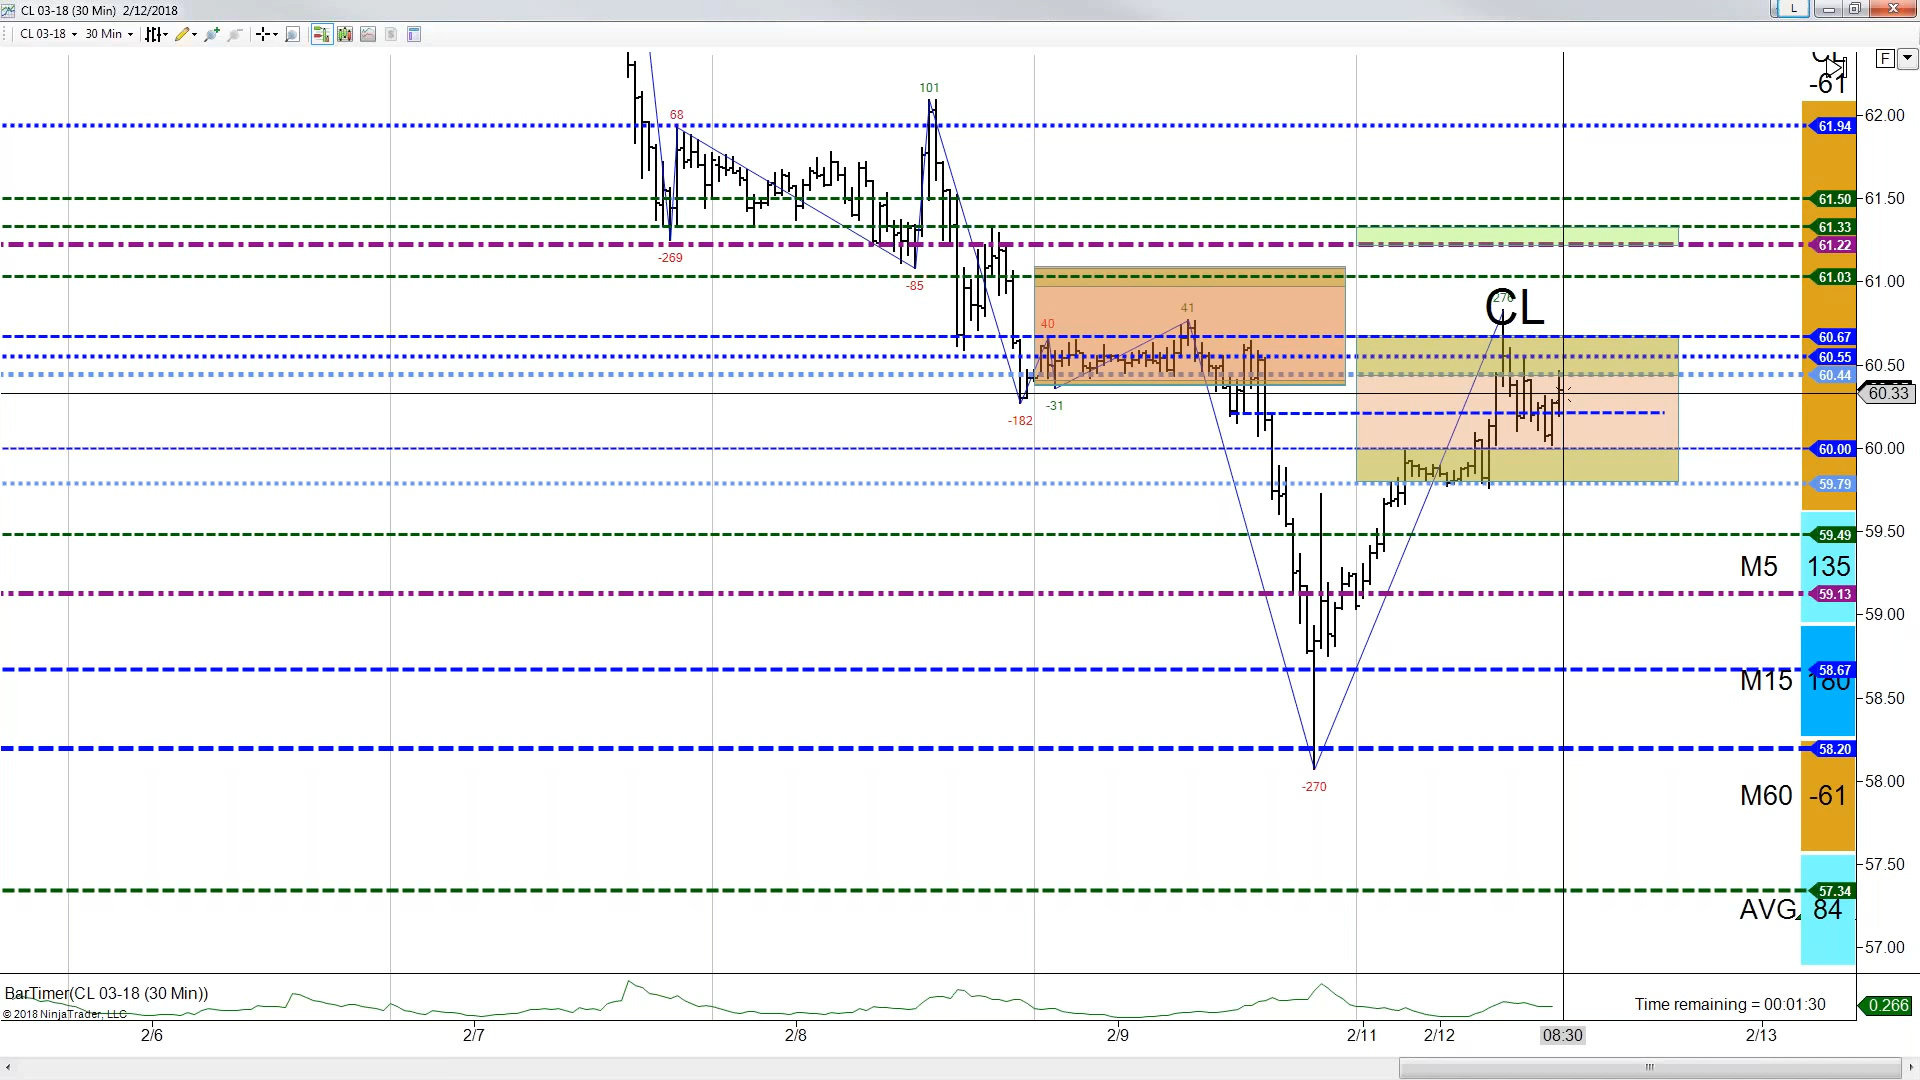 CL 03-18 (30 Min) 2/12/2018
L
CL 03-18 30 Min
F
-61
62.00
61.94
61.50
61.50
61.33
61.22
61.03
61.00
60.67
60.55
60.50
60.44
60.33
60.00
60.00
59.79
59.50
59.49
59.13
59.00
58.67
58.50
58.20
58.00
57.50
57.34
57.00
68
-269
101
-85
40
41
-182
-31
CL
-270
M5 135
M15 180
M60 -61
AVG 84
BarTimer(CL 03-18 (30 Min))
© 2018 NinjaTrader, LLC
Time remaining = 00:01:30
0.266
2/6 2/7 2/8 2/9 2/11 2/12 08:30 2/13